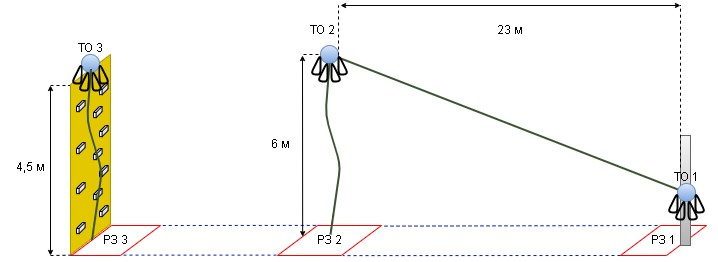 ТО 3
ТО 2
23 м
4,5 м
6 м
ТО 1
РЗ 3
РЗ 2
РЗ 1